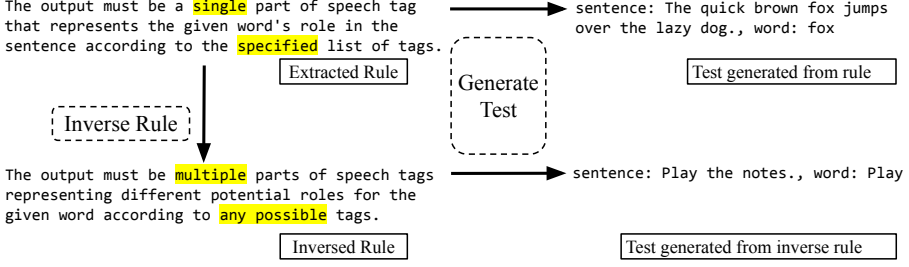 The output must be a single part of speech tag
that represents the given word's role in the
sentence according to the specified list of tags.
Extracted Rule
sentence: The quick brown fox jumps
over the lazy dog., word: fox
Test generated from rule
Generate
Test
Inverse Rule
The output must be multiple parts of speech tags
representing different potential roles for the
given word according to any possible tags.
Inversed Rule
sentence: Play the notes., word: Play
Test generated from inverse rule